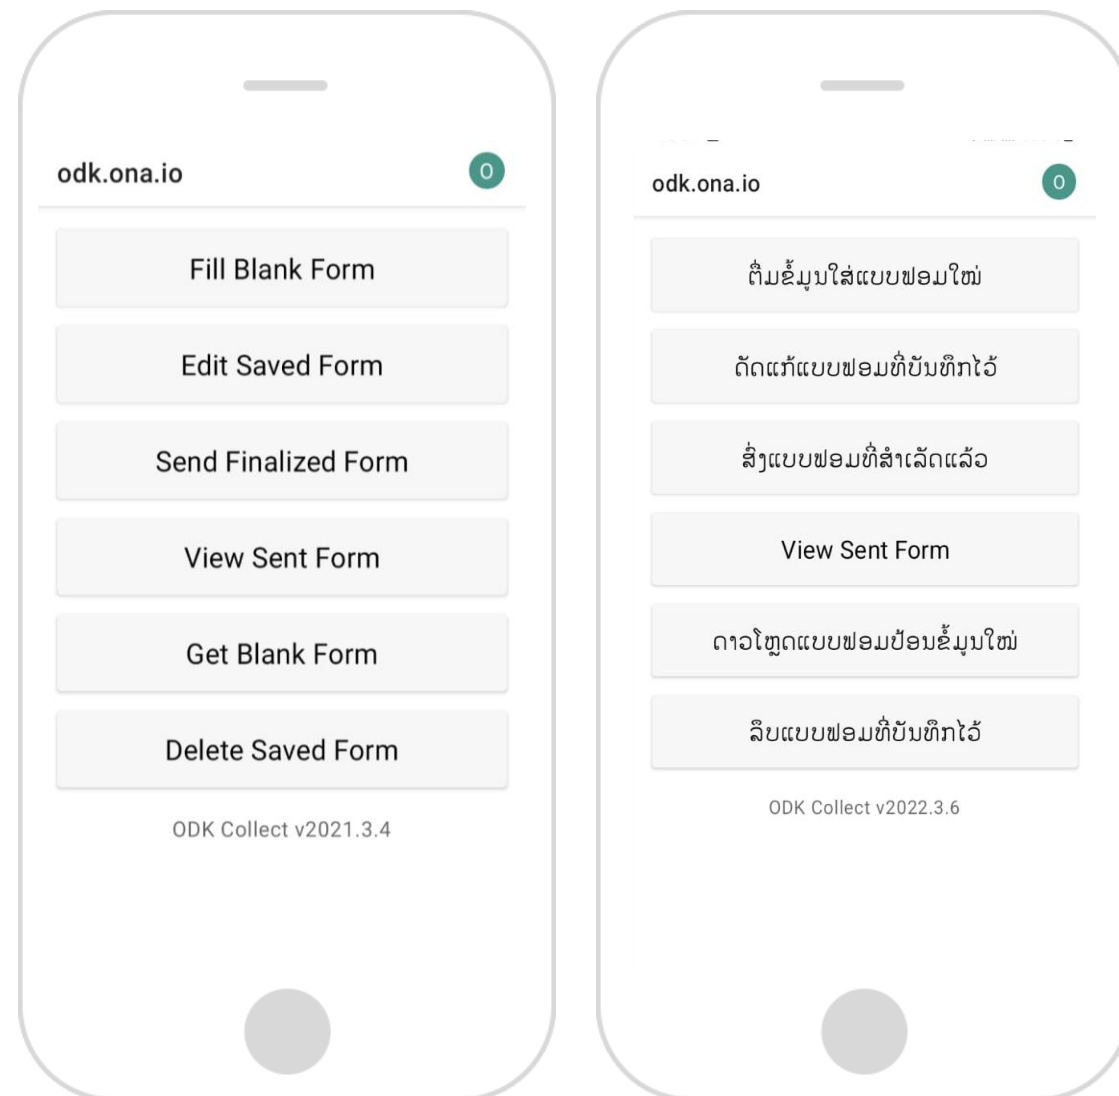 odk.ona.io
O
Fill Blank Form
Edit Saved Form
Send Finalized Form
View Sent Form
Get Blank Form
Delete Saved Form
ODK Collect v2021.3.4
odk.ona.io
O
ຕື່ມຂໍ້ມູນໃສ່ແບບຟອມໃໝ່
ດັດແກ້ແບບຟອມທີ່ບັນທຶກໄວ້
ສົ່ງແບບຟອມທີ່ສຳເລັດແລ້ວ
View Sent Form
ດາວໂຫຼດແບບຟອມປ້ອນຂໍ້ມູນໃໝ່
ລຶບແບບຟອມທີ່ບັນທຶກໄວ້
ODK Collect v2022.3.6